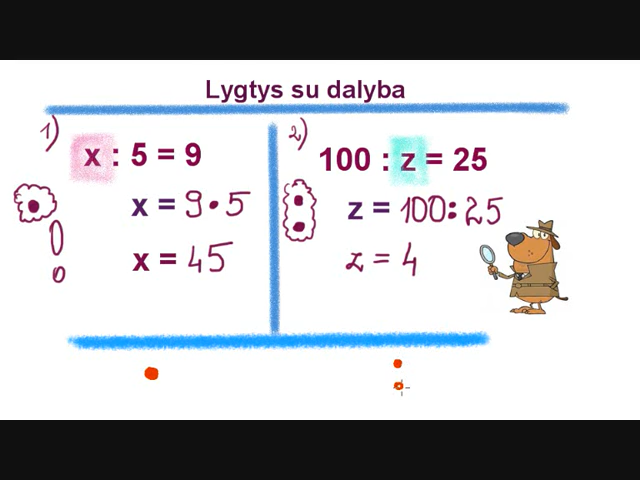 Lygtys su dalyba
1)
x : 5 = 9
x = 9 • 5
x = 45
!
2)
100 : z = 25
z = 100 : 25
z = 4